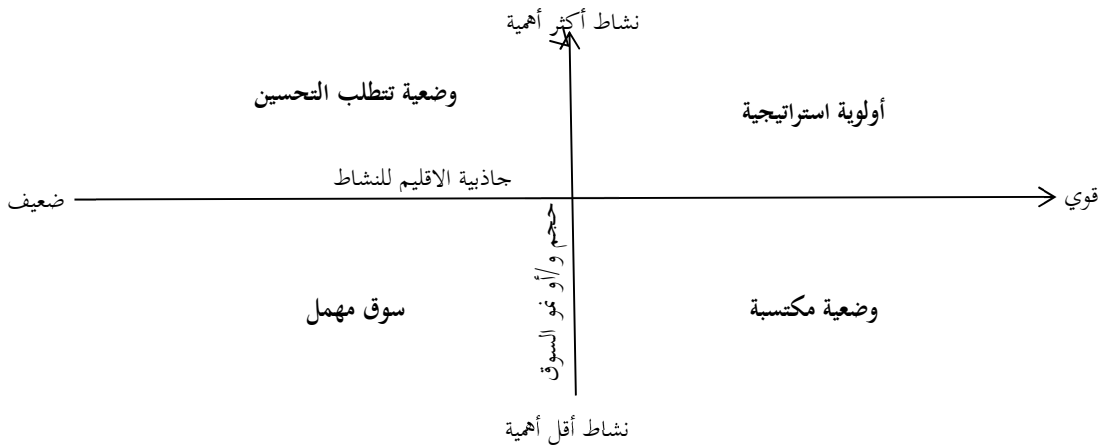 نشاط أكثر أهمية
أولوية استراتيجية
وضعية تتطلب التحسين
جاذبية الاقليم للنشاط
قوي
ضعيف
حجم و/أو نمو السوق
وضعية مكتسبة
سوق مهمل
نشاط أقل أهمية